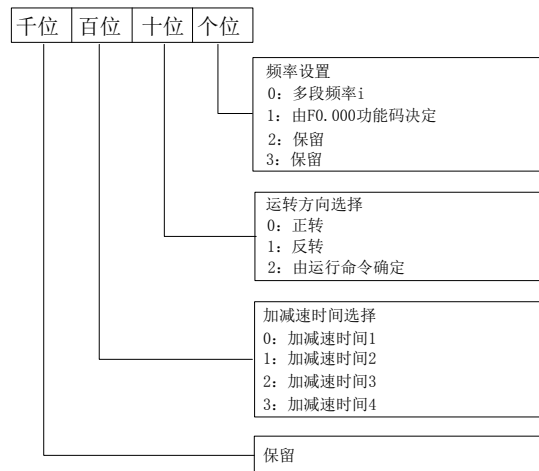 千位 百位 十位 个位
频率设置
0: 多段频率i
1: 由F0.000功能码决定
2: 保留
3: 保留
运转方向选择
0: 正转
1: 反转
2: 由运行命令确定
加减速时间选择
0: 加减速时间1
1: 加减速时间2
2: 加减速时间3
3: 加减速时间4
保留